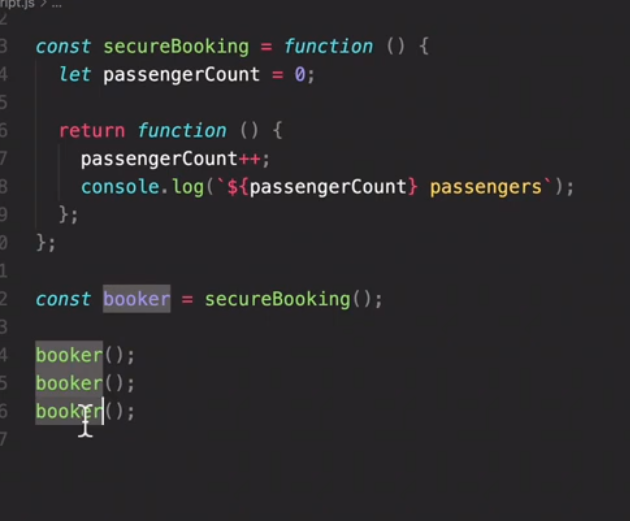 ript.js > ...
2
3 const secureBooking = function () {
4 let passengerCount = 0;
5
6 return function () {
7 passengerCount++;
8 console.log(`${passengerCount} passengers`);
9 };
0 };
1
2 const booker = secureBooking();
3
4 booker();
5 booker();
6 booker();
7